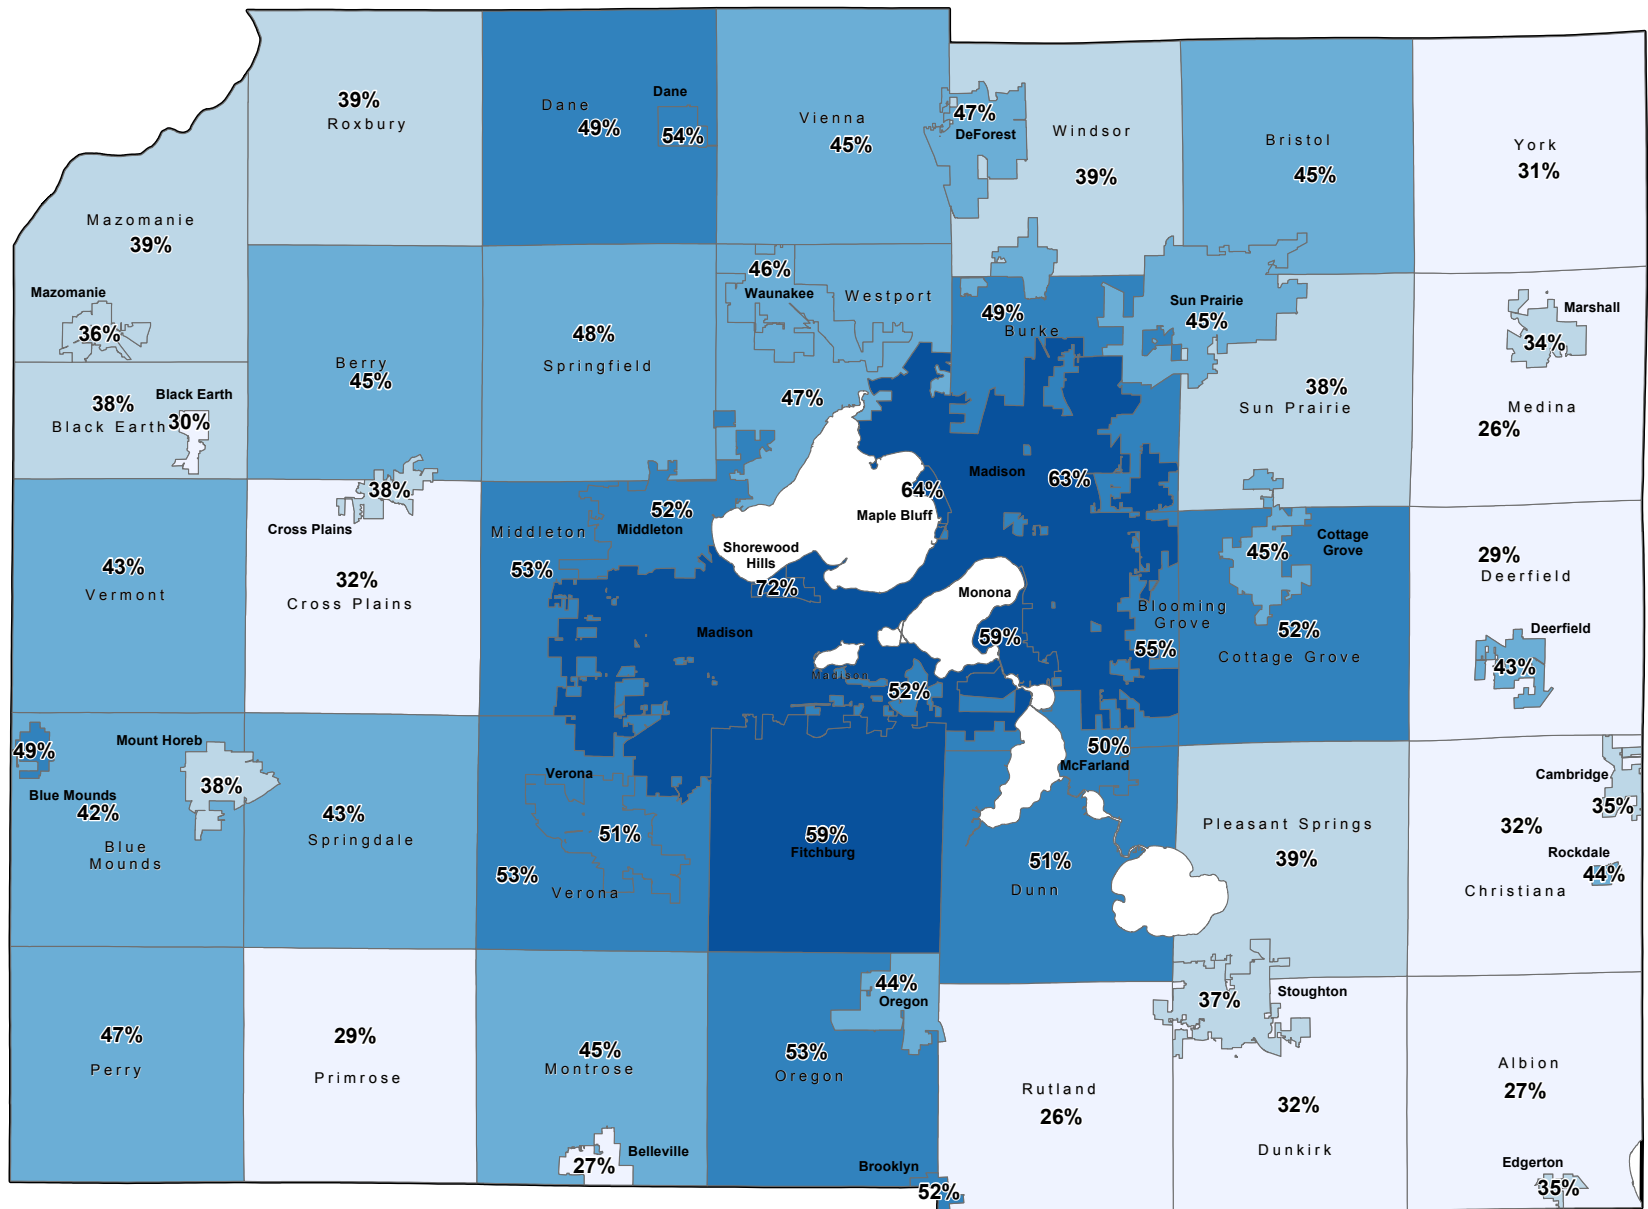 39%
Roxbury
Dane
49%
Dane
54%
Vienna
45%
47%
DeForest
Windsor
39%
Bristol
45%
York
31%
Mazomanie
39%
Mazomanie
36%
Berry
45%
48%
Springfield
46%
Waunakee
Westport
47%
49%
Burke
Sun Prairie
45%
38%
Sun Prairie
Marshall
34%
Medina
26%
38%
Black Earth
Black Earth
30%
38%
Cross Plains
32%
Cross Plains
43%
Vermont
Middleton
53%
52%
Middleton
Shorewood
Hills
72%
64%
Maple Bluff
Madison
63%
Madison
Monona
59%
Madison
52%
Blooming
Grove
55%
45%
Cottage
Grove
52%
Cottage Grove
29%
Deerfield
Deerfield
43%
49%
Blue Mounds
42%
Blue
Mounds
Mount Horeb
38%
43%
Springdale
Verona
51%
53%
Verona
59%
Fitchburg
50%
McFarland
51%
Dunn
Pleasant Springs
39%
Cambridge
35%
32%
Christiana
Rockdale
44%
47%
Perry
29%
Primrose
45%
Montrose
Belleville
27%
44%
Oregon
53%
Oregon
Brooklyn
52%
Rutland
26%
37%
Stoughton
32%
Dunkirk
Albion
27%
Edgerton
35%